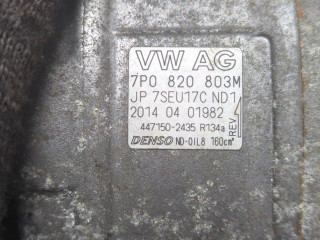 VW AG
7P0 820 803M
JP 7SEU17C ND1
2014 04 01982
447150-2435 R134a
DENSO ND-OIL8 160cm³
REV